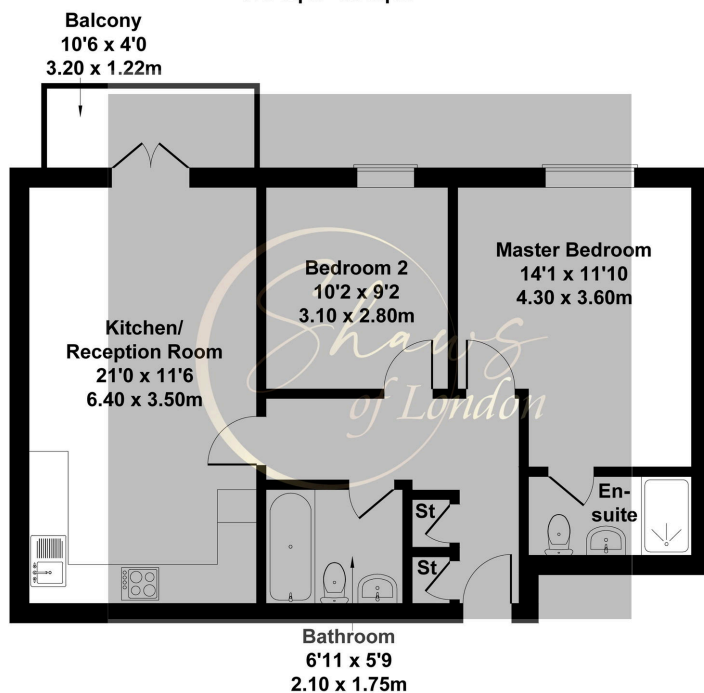 Balcony
10'6 x 4'0
3.20 x 1.22m
Bedroom 2
10'2 x 9'2
3.10 x 2.80m
Master Bedroom
14'1 x 11'10
4.30 x 3.60m
Kitchen/
Reception Room
21'0 x 11'6
6.40 x 3.50m
Shaws
of London
St
St
En-
suite
Bathroom
6'11 x 5'9
2.10 x 1.75m